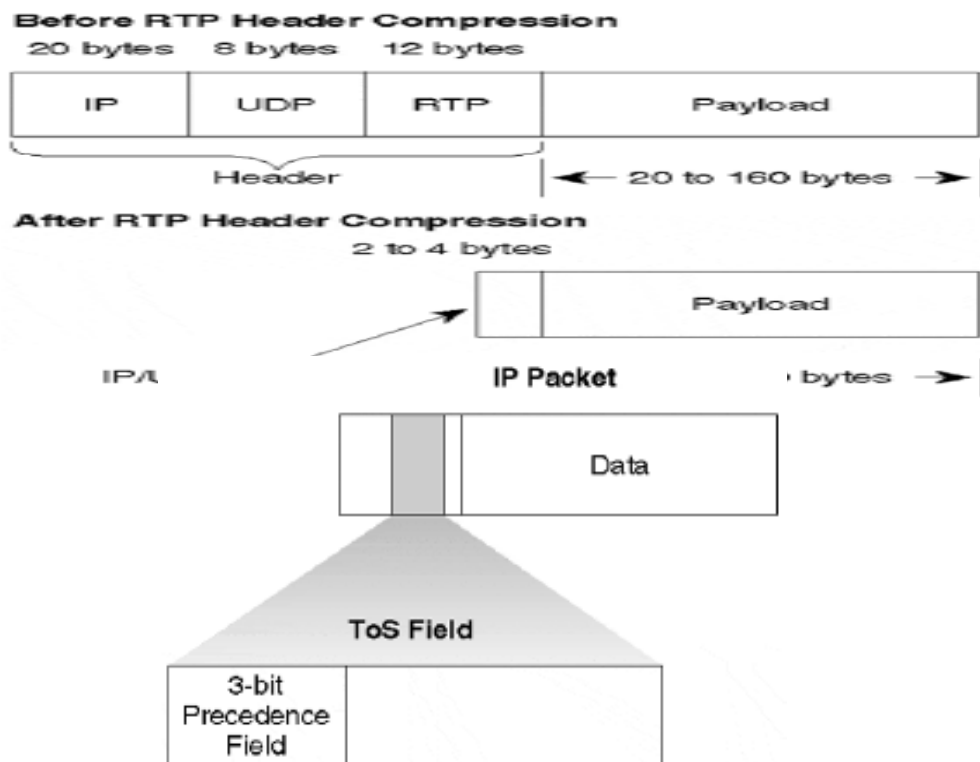 Before RTP Header Compression
20 bytes 8 bytes 12 bytes
IP UDP RTP Payload
Header 20 to 160 bytes
After RTP Header Compression
2 to 4 bytes
Payload
IP/ IP Packet bytes
Data
ToS Field
3-bit
Precedence
Field